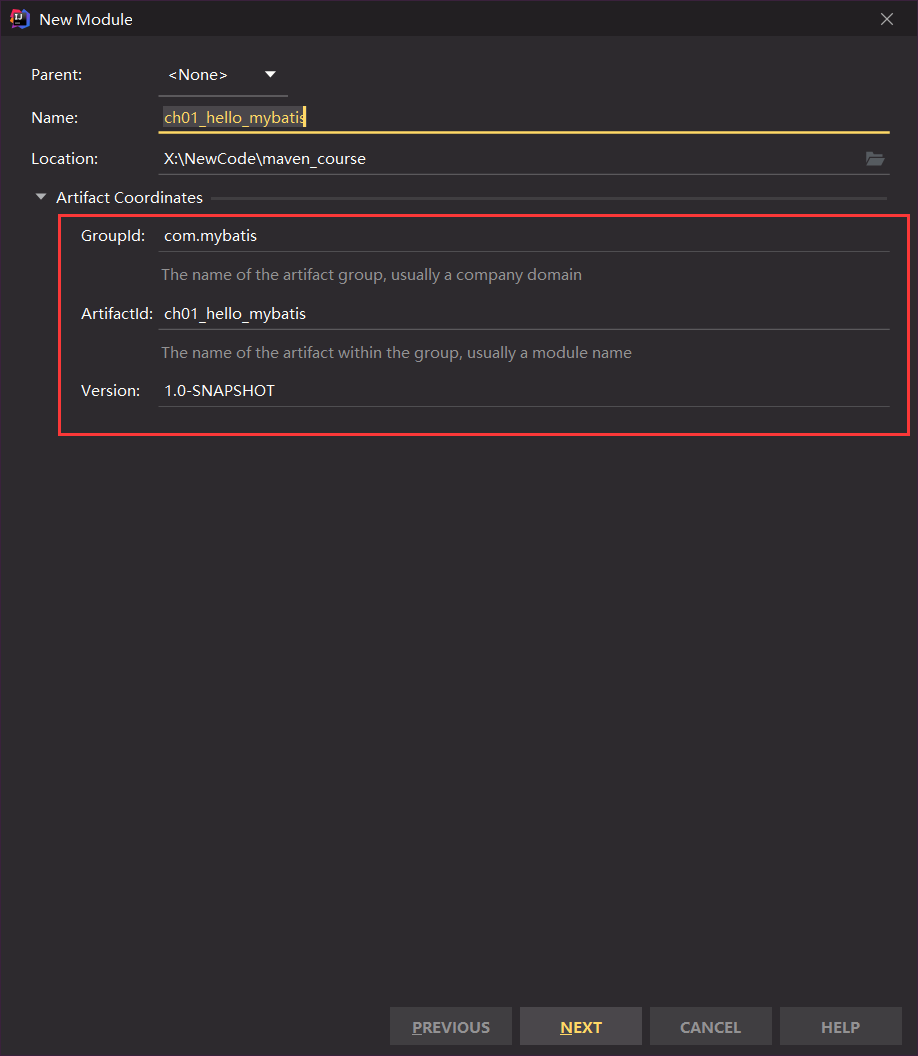 New Module
Parent: <None>
Name: ch01_hello_mybatis
Location: X:\NewCode\maven_course
Artifact Coordinates
GroupId: com.mybatis
The name of the artifact group, usually a company domain
ArtifactId: ch01_hello_mybatis
The name of the artifact within the group, usually a module name
Version: 1.0-SNAPSHOT
PREVIOUS NEXT CANCEL HELP